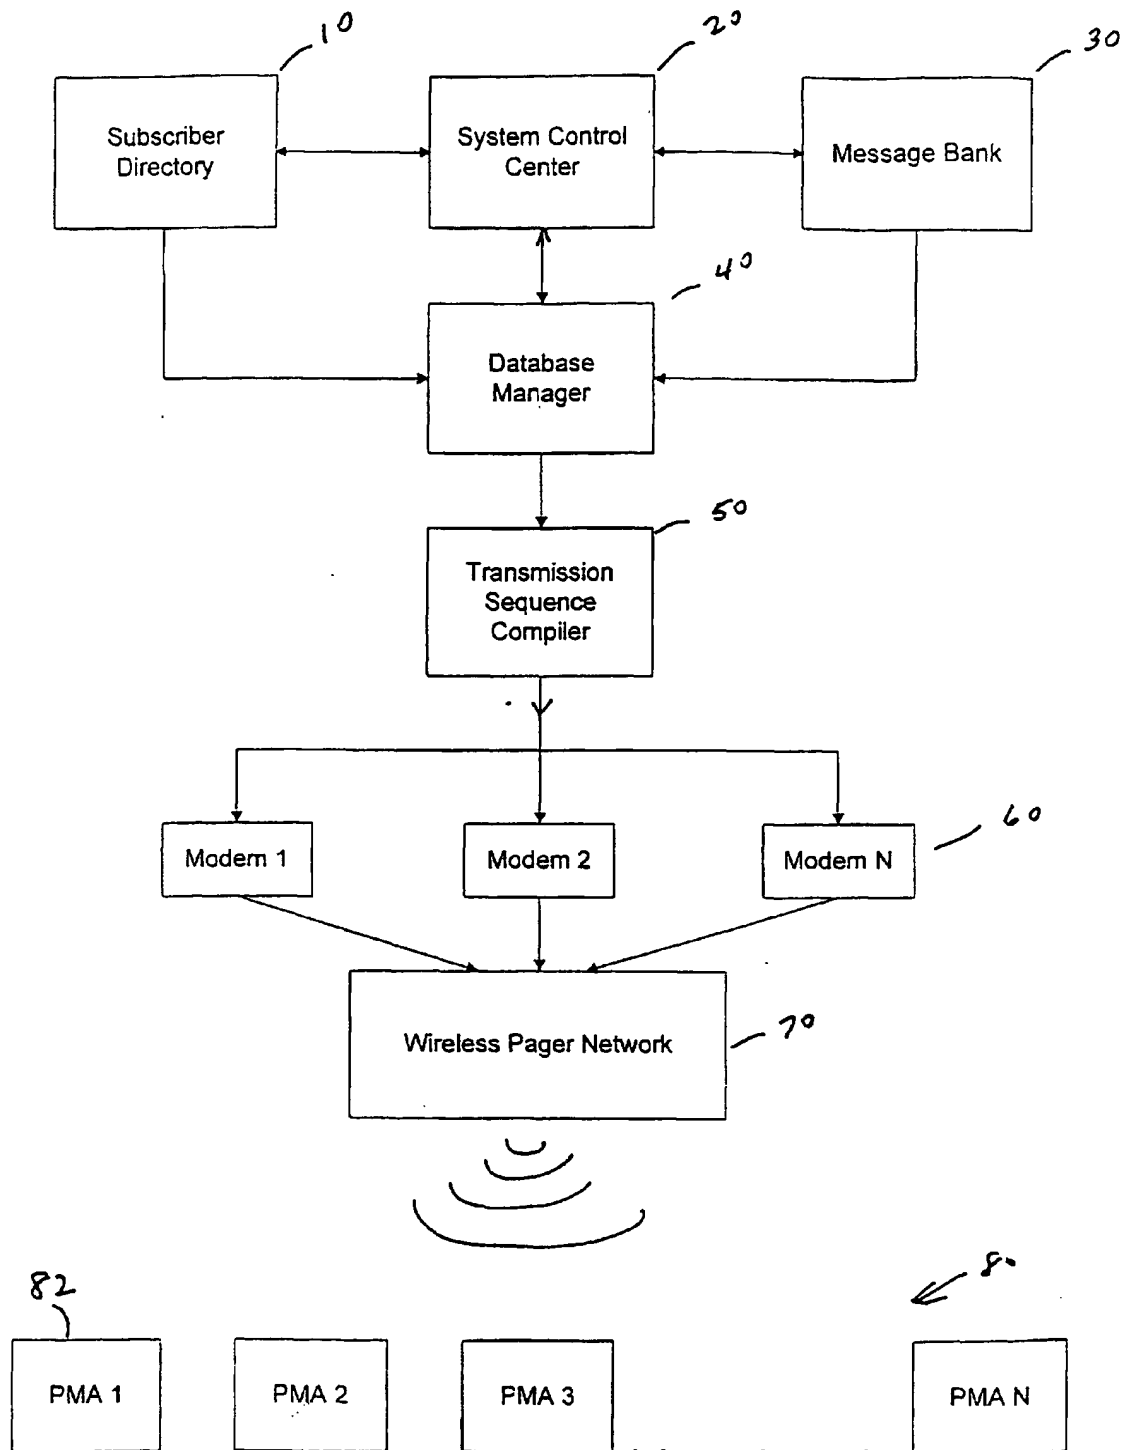 10
20
30
Subscriber
Directory
System Control
Center
Message Bank
40
Database
Manager
50
Transmission
Sequence
Compiler
Modem 1
Modem 2
Modem N
60
Wireless Pager Network
70
82
80
PMA 1
PMA 2
PMA 3
PMA N